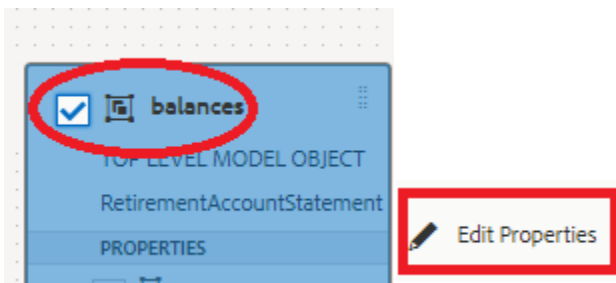 balances
TOP LEVEL MODEL OBJECT
RetirementAccountStatement
PROPERTIES
Edit Properties